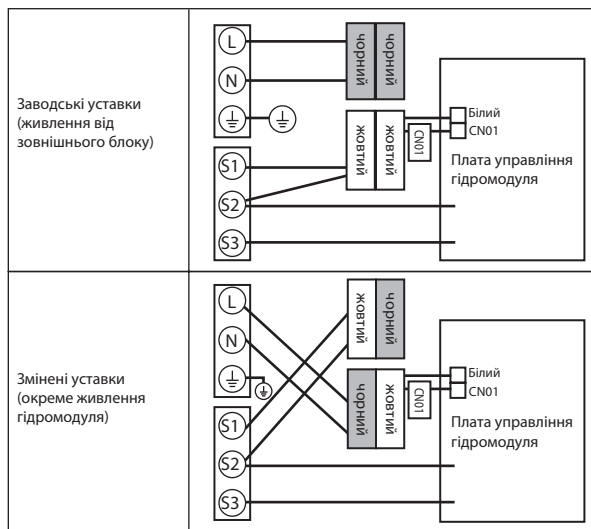 Заводські уставки
(живлення від
зовнішнього блоку)
L
N
S1
S2
S3
чорний
чорний
жовтий
жовтий
CN01
Білий
CN01
Плата управління
гідромодуля
Змінені уставки
(окреме живлення
гідромодуля)
L
N
S1
S2
S3
жовтий
чорний
чорний
жовтий
CN01
Білий
CN01
Плата управління
гідромодуля